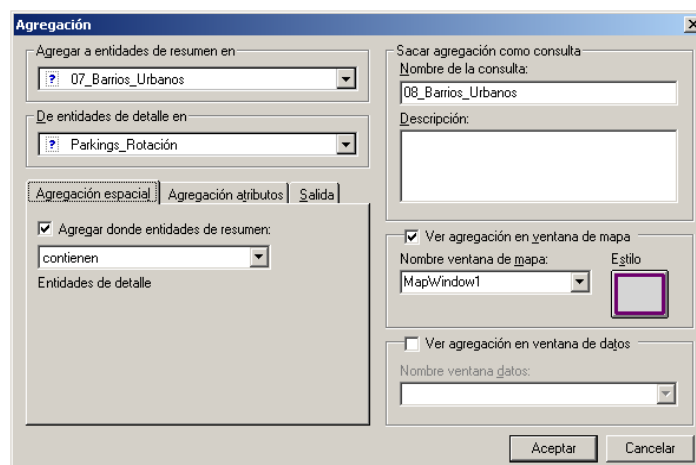 Agregación
Agregar a entidades de resumen en
? 07_Barrios_Urbanos
De entidades de detalle en
? Parkings_Rotación
Agregación espacial
Agregación atributos
Salida
Agregar donde entidades de resumen:
contienen
Entidades de detalle
Sacar agregación como consulta
Nombre de la consulta:
08_Barrios_Urbanos
Descripción:
Ver agregación en ventana de mapa
Nombre ventana de mapa:
Estilo
MapWindow1
Ver agregación en ventana de datos
Nombre ventana datos:
Aceptar
Cancelar